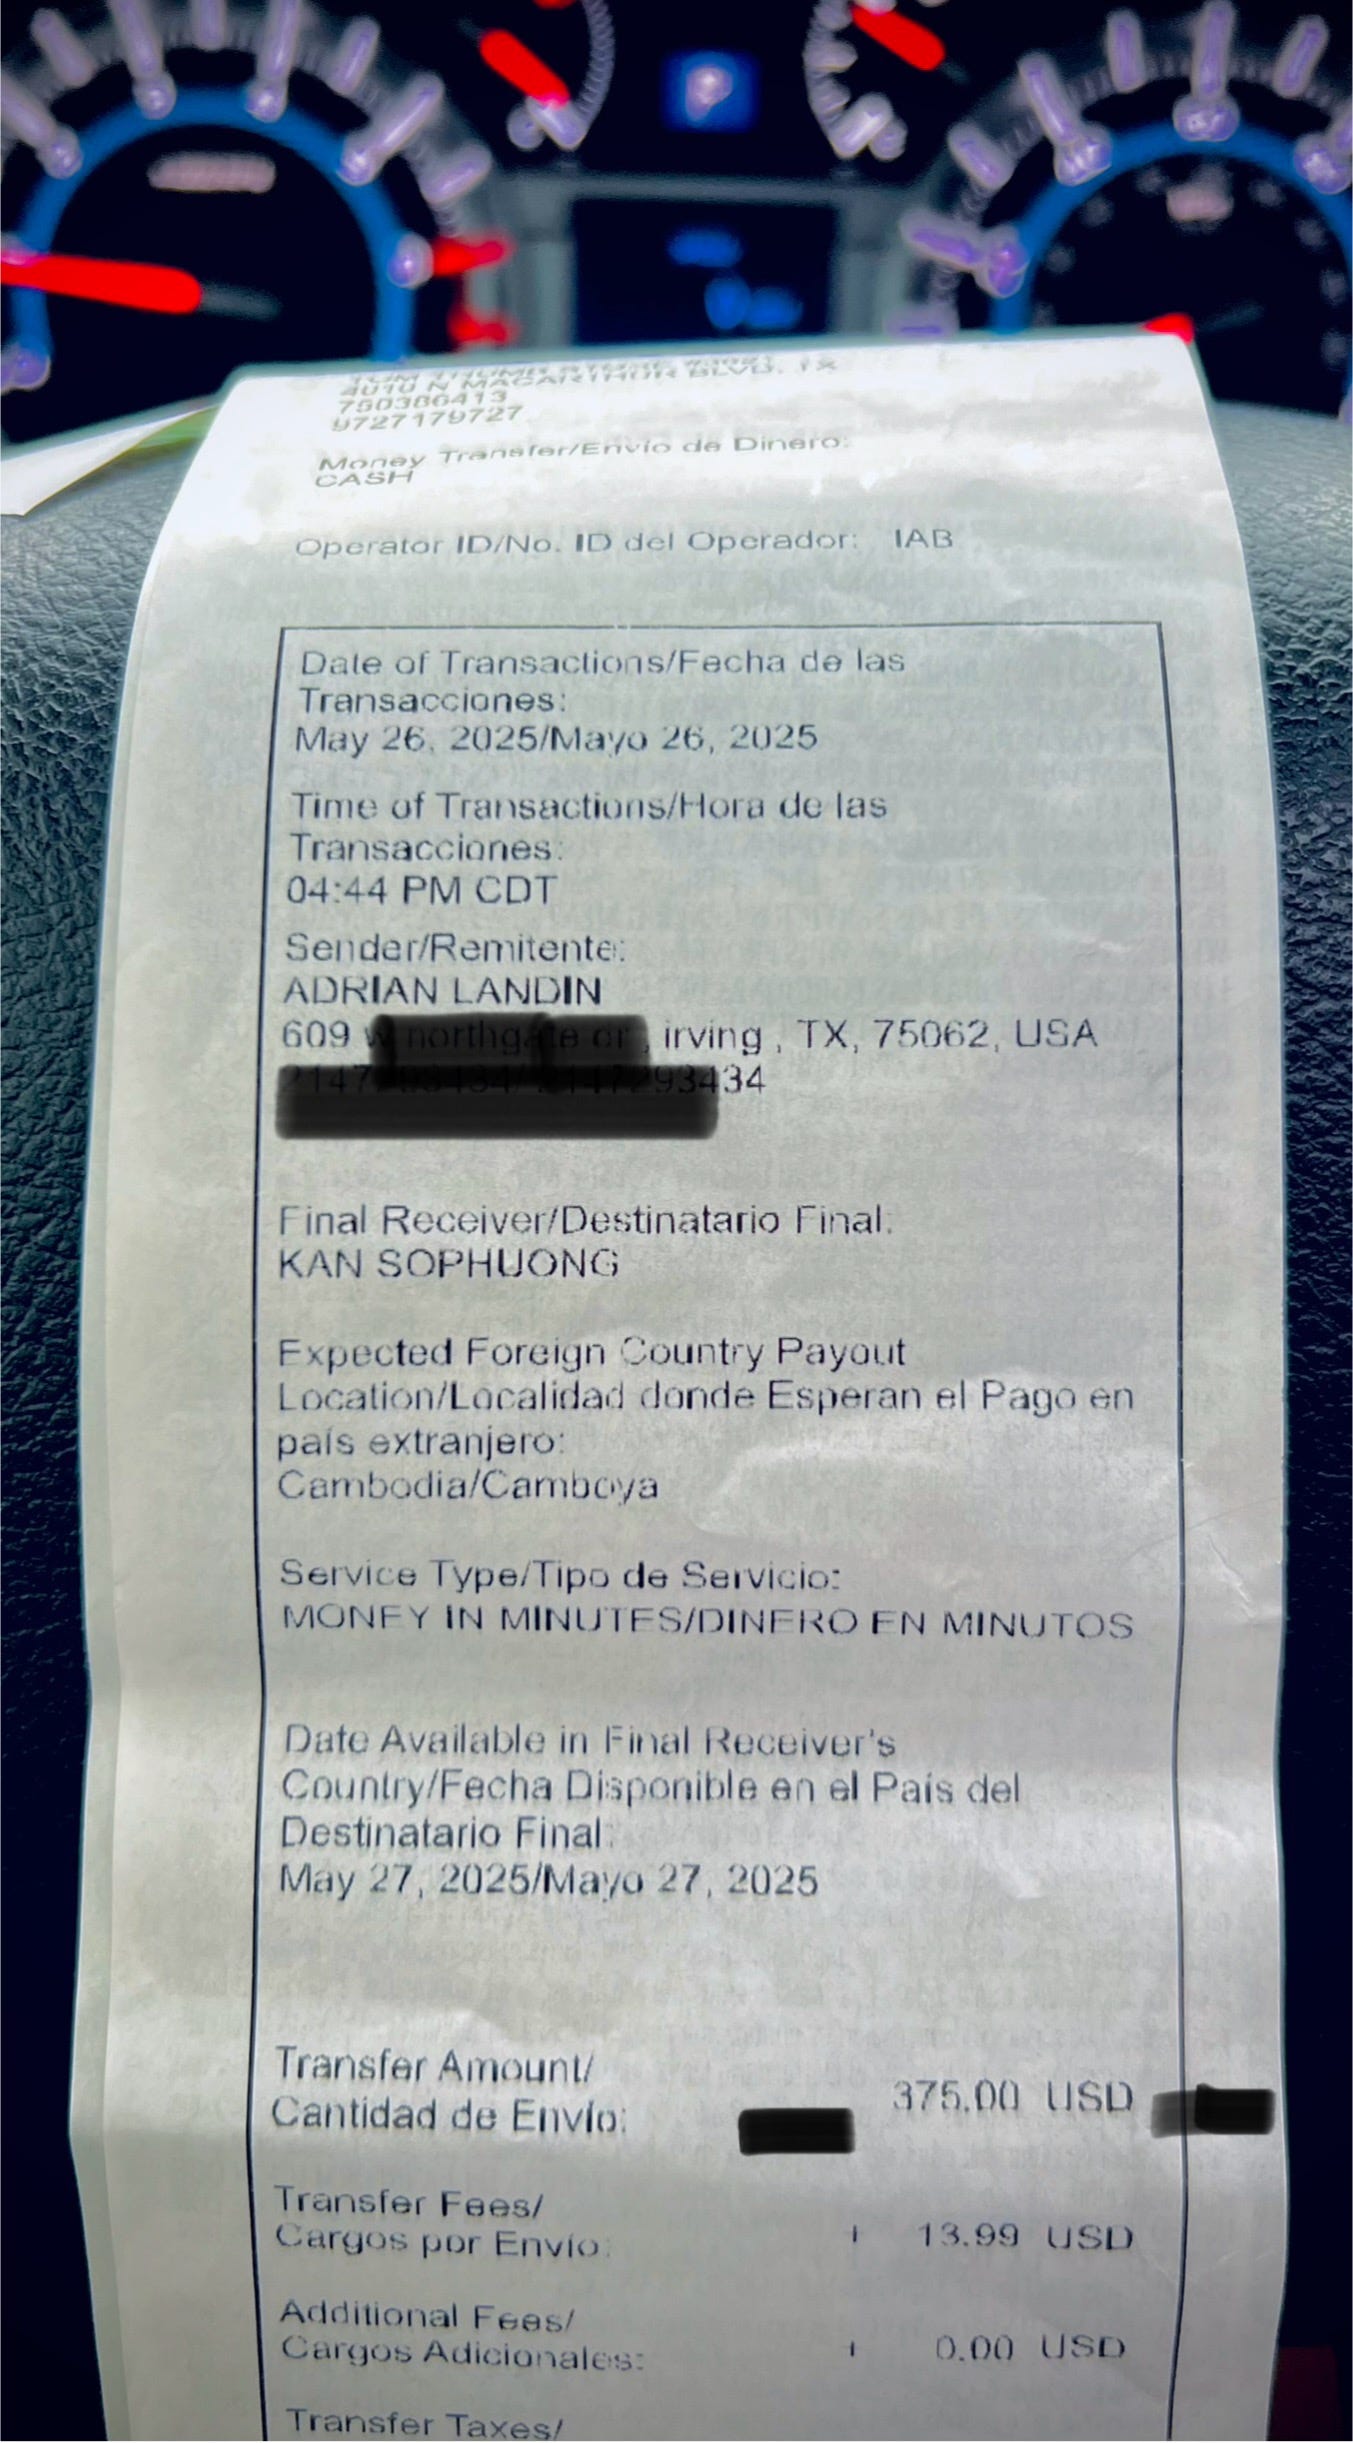 4010 N MACARTHUR BLVD. TX
750386413
9727179727
Money Transfer/Envío de Dinero:
CASH
Operator ID/No. ID del Operador: IAB
Date of Transactions/Fecha de las
Transacciones:
May 26, 2025/Mayo 26, 2025
Time of Transactions/Hora de las
Transacciones:
04:44 PM CDT
Sender/Remitente:
ADRIAN LANDIN
609 , irving , TX, 75062, USA
Final Receiver/Destinatario Final:
KAN SOPHUONG
Expected Foreign Country Payout
Location/Localidad donde Esperan el Pago en
país extranjero:
Cambodia/Camboya
Service Type/Tipo de Servicio:
MONEY IN MINUTES/DINERO EN MINUTOS
Date Available in Final Receiver's
Country/Fecha Disponible en el País del
Destinatario Final:
May 27, 2025/Mayo 27, 2025
Transfer Amount/
Cantidad de Envío: 375.00 USD
Transfer Fees/
Cargos por Envío: + 13.99 USD
Additional Fees/
Cargos Adicionales: + 0.00 USD
Transfer Taxes/